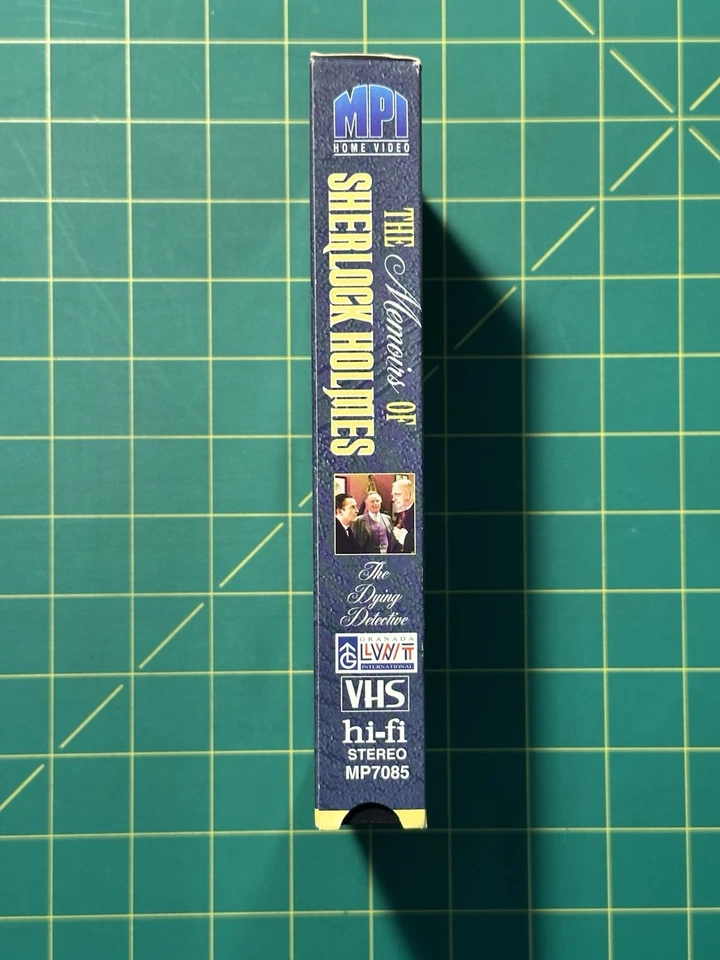 MPI
HOME VIDEO
THE Memoirs OF
SHERLOCK HOLMES
The
Dying
Detective
GRANADA
LWT
INTERNATIONAL
VHS
hi-fi
STEREO
MP7085